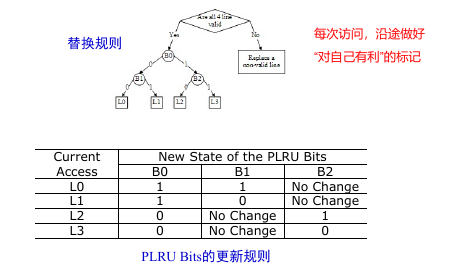 替换规则
Are all 4 line
valid
Yes
No
B0
Replace a
non-valid line
0
1
B1
B2
0
1
0
1
L0
L1
L2
L3
每次访问，沿途做好
“对自己有利”的标记
Current Access New State of the PLRU Bits
B0 B1 B2
L0 1 1 No Change
L1 1 0 No Change
L2 0 No Change 1
L3 0 No Change 0
PLRU Bits的更新规则